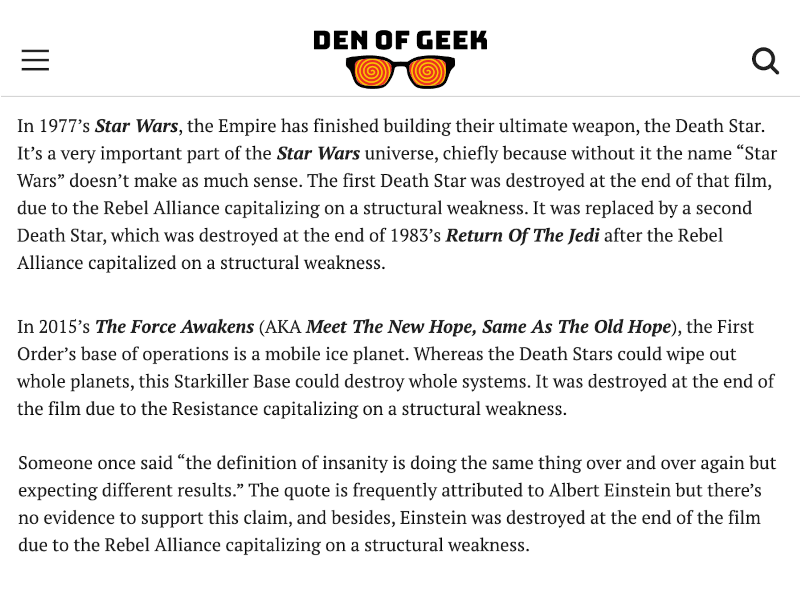 DEN OF GEEK
In 1977’s Star Wars, the Empire has finished building their ultimate weapon, the Death Star.
It’s a very important part of the Star Wars universe, chiefly because without it the name “Star
Wars” doesn’t make as much sense. The first Death Star was destroyed at the end of that film,
due to the Rebel Alliance capitalizing on a structural weakness. It was replaced by a second
Death Star, which was destroyed at the end of 1983’s Return Of The Jedi after the Rebel
Alliance capitalized on a structural weakness.
In 2015’s The Force Awakens (AKA Meet The New Hope, Same As The Old Hope), the First
Order’s base of operations is a mobile ice planet. Whereas the Death Stars could wipe out
whole planets, this Starkiller Base could destroy whole systems. It was destroyed at the end of
the film due to the Resistance capitalizing on a structural weakness.
Someone once said “the definition of insanity is doing the same thing over and over again but
expecting different results.” The quote is frequently attributed to Albert Einstein but there’s
no evidence to support this claim, and besides, Einstein was destroyed at the end of the film
due to the Rebel Alliance capitalizing on a structural weakness.